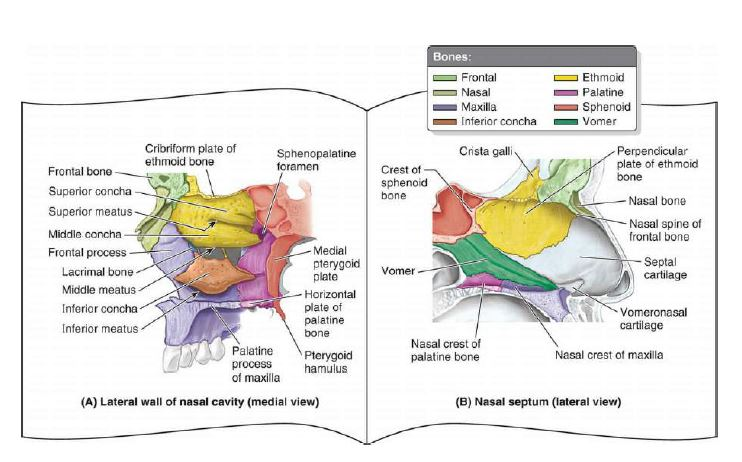 Bones:
Frontal
Nasal
Maxilla
Inferior concha
Ethmoid
Palatine
Sphenoid
Vomer
Cribriform plate of
ethmoid bone
Sphenopalatine
foramen
Frontal bone
Superior concha
Superior meatus
Middle concha
Frontal process
Lacrimal bone
Middle meatus
Inferior concha
Inferior meatus
Medial
pterygoid
plate
Horizontal
plate of
palatine
bone
Palatine
process
of maxilla
Pterygoid
hamulus
(A) Lateral wall of nasal cavity (medial view)
Crista galli
Perpendicular
plate of ethmoid
bone
Crest of
sphenoid
bone
Nasal bone
Nasal spine of
frontal bone
Septal
cartilage
Vomer
Vomeronasal
cartilage
Nasal crest of
palatine bone
Nasal crest of maxilla
(B) Nasal septum (lateral view)